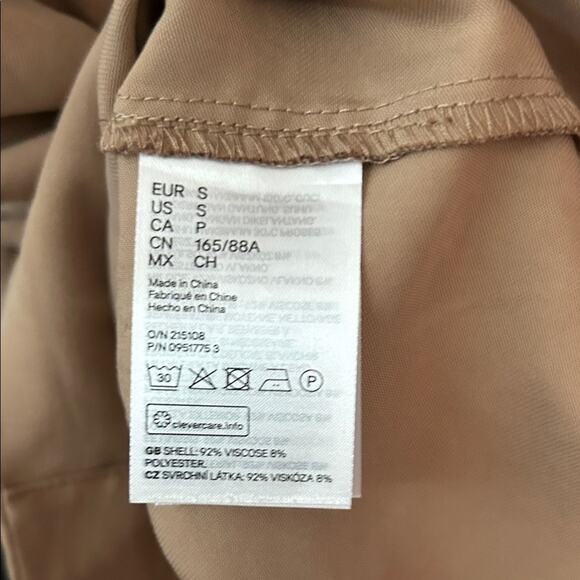 EUR S
US S
CA P
CN 165/88A
MX CH
Made in China
Fabriqué en Chine
Hecho en China
O/N 215108
P/N 0951775 3
30 P
clevercare.info
GB SHELL: 92% VISCOSE 8%
POLYESTER.
CZ SVRCHNÍ LÁTKA: 92% VISKÓZA 8%